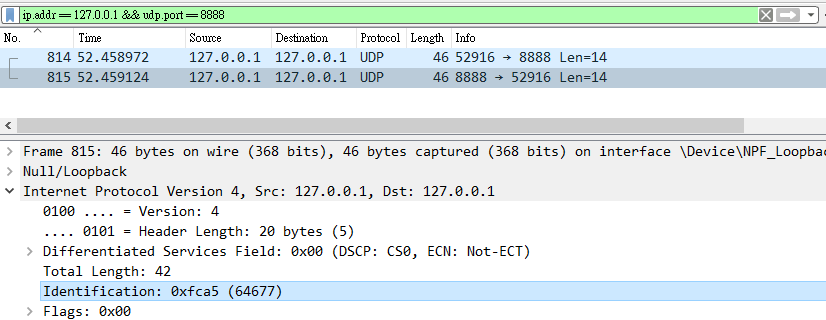 ip.addr == 127.0.0.1 && udp.port == 8888
No. Time Source Destination Protocol Length Info
814 52.458972 127.0.0.1 127.0.0.1 UDP 46 52916 → 8888 Len=14
815 52.459124 127.0.0.1 127.0.0.1 UDP 46 8888 → 52916 Len=14
Frame 815: 46 bytes on wire (368 bits), 46 bytes captured (368 bits) on interface \Device\NPF_Loopba
Null/Loopback
Internet Protocol Version 4, Src: 127.0.0.1, Dst: 127.0.0.1
0100 .... = Version: 4
.... 0101 = Header Length: 20 bytes (5)
Differentiated Services Field: 0x00 (DSCP: CS0, ECN: Not-ECT)
Total Length: 42
Identification: 0xfca5 (64677)
Flags: 0x00